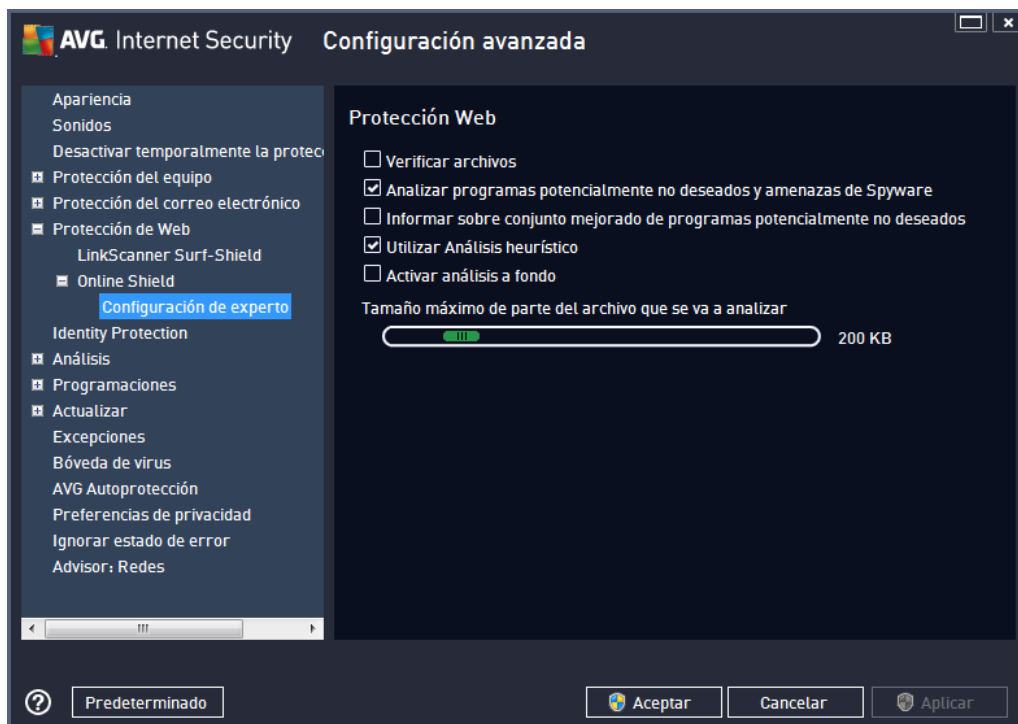 AVG. Internet Security Configuración avanzada
Apariencia
Sonidos
Desactivar temporalmente la protec
Protección del equipo
Protección del correo electrónico
Protección de Web
LinkScanner Surf-Shield
Online Shield
Configuración de experto
Identity Protection
Análisis
Programaciones
Actualizar
Excepciones
Bóveda de virus
AVG Autoprotección
Preferencias de privacidad
Ignorar estado de error
Advisor: Redes
Protección Web
Verificar archivos
Analizar programas potencialmente no deseados y amenazas de Spyware
Informar sobre conjunto mejorado de programas potencialmente no deseados
Utilizar Análisis heurístico
Activar análisis a fondo
Tamaño máximo de parte del archivo que se va a analizar
200 KB
Predeterminado
Aceptar
Cancelar
Aplicar